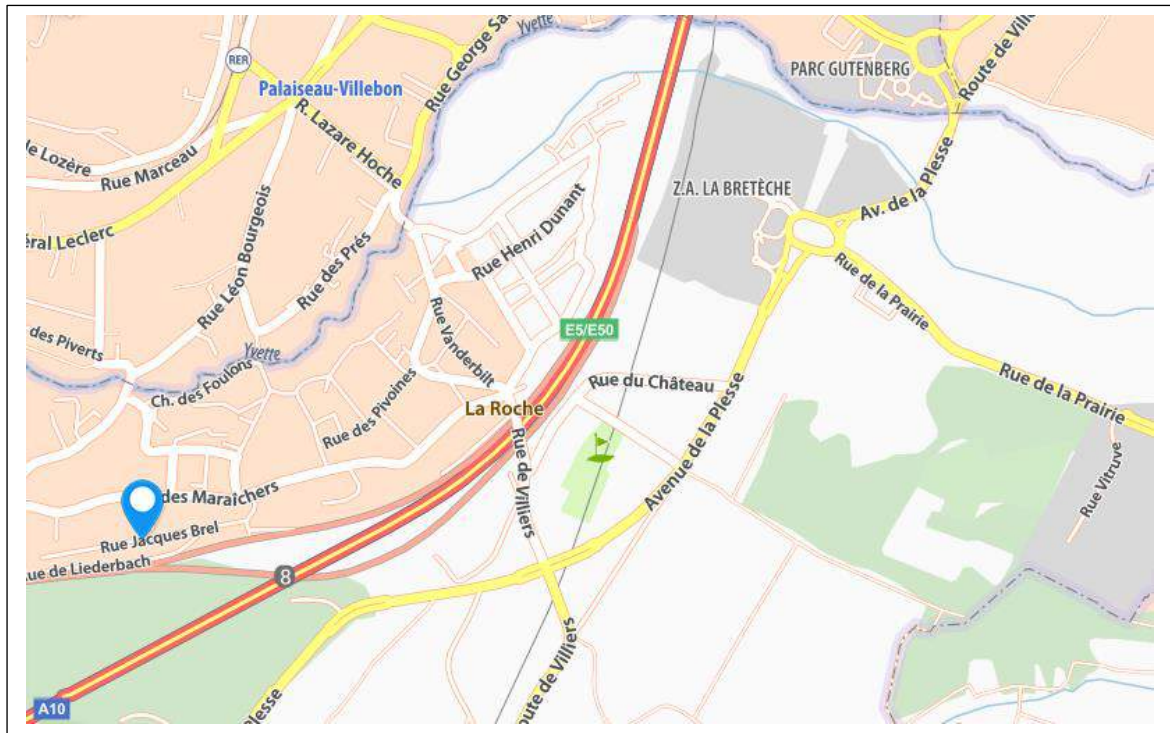 Yvette
Rue George Sa
Route de Villie
PARC GUTENBERG
RER
Palaiseau-Villebon
R. Lazare Hoche
de Lozère
Rue Marceau
Z.A. LA BRETÈCHE
Av. de la Plesse
Rue Henri Dunant
éral Leclerc
Rue Léon Bourgeois
Rue des Prés
Rue de la Prairie
E5/E50
Rue Vanderbilt
des Piverts
Yvette
Ch. des Foulons
Rue des Pivoines
Rue du Château
Rue de la Prairie
La Roche
Avenue de la Plesse
Rue de Villiers
Rue Vitruve
des Maraîchers
Rue Jacques Brel
ue de Liederbach
8
oute de Villiers
Plesse
A10